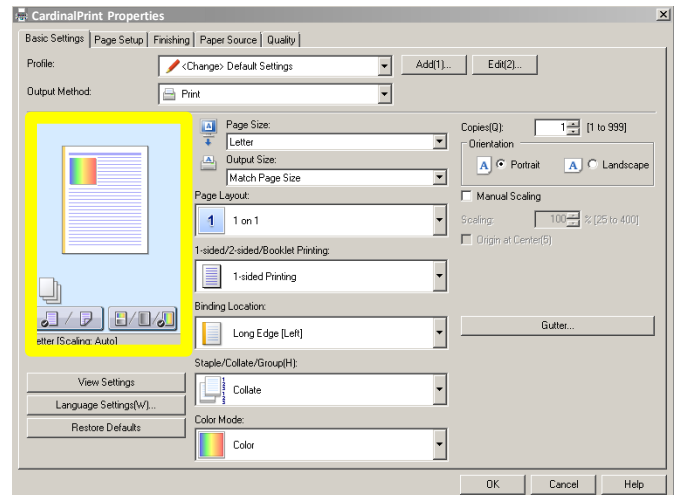 CardinalPrint Properties
Basic Settings Page Setup Finishing Paper Source Quality
Profile:
<Change> Default Settings
Add(1)...
Edit(2)...
Output Method:
Print
Page Size:
Letter
Output Size:
Match Page Size
Page Layout:
1 1 on 1
1-sided/2-sided/Booklet Printing:
1-sided Printing
Binding Location:
Long Edge [Left]
Staple/Collate/Group(H):
Collate
Color Mode:
Color
Copies(Q): 1 [1 to 999]
Orientation
A Portrait A Landscape
Manual Scaling
Scaling: 100 % [25 to 400]
Origin at Center(5)
Gutter...
Letter [Scaling: Auto]
View Settings
Language Settings(W)...
Restore Defaults
OK Cancel Help